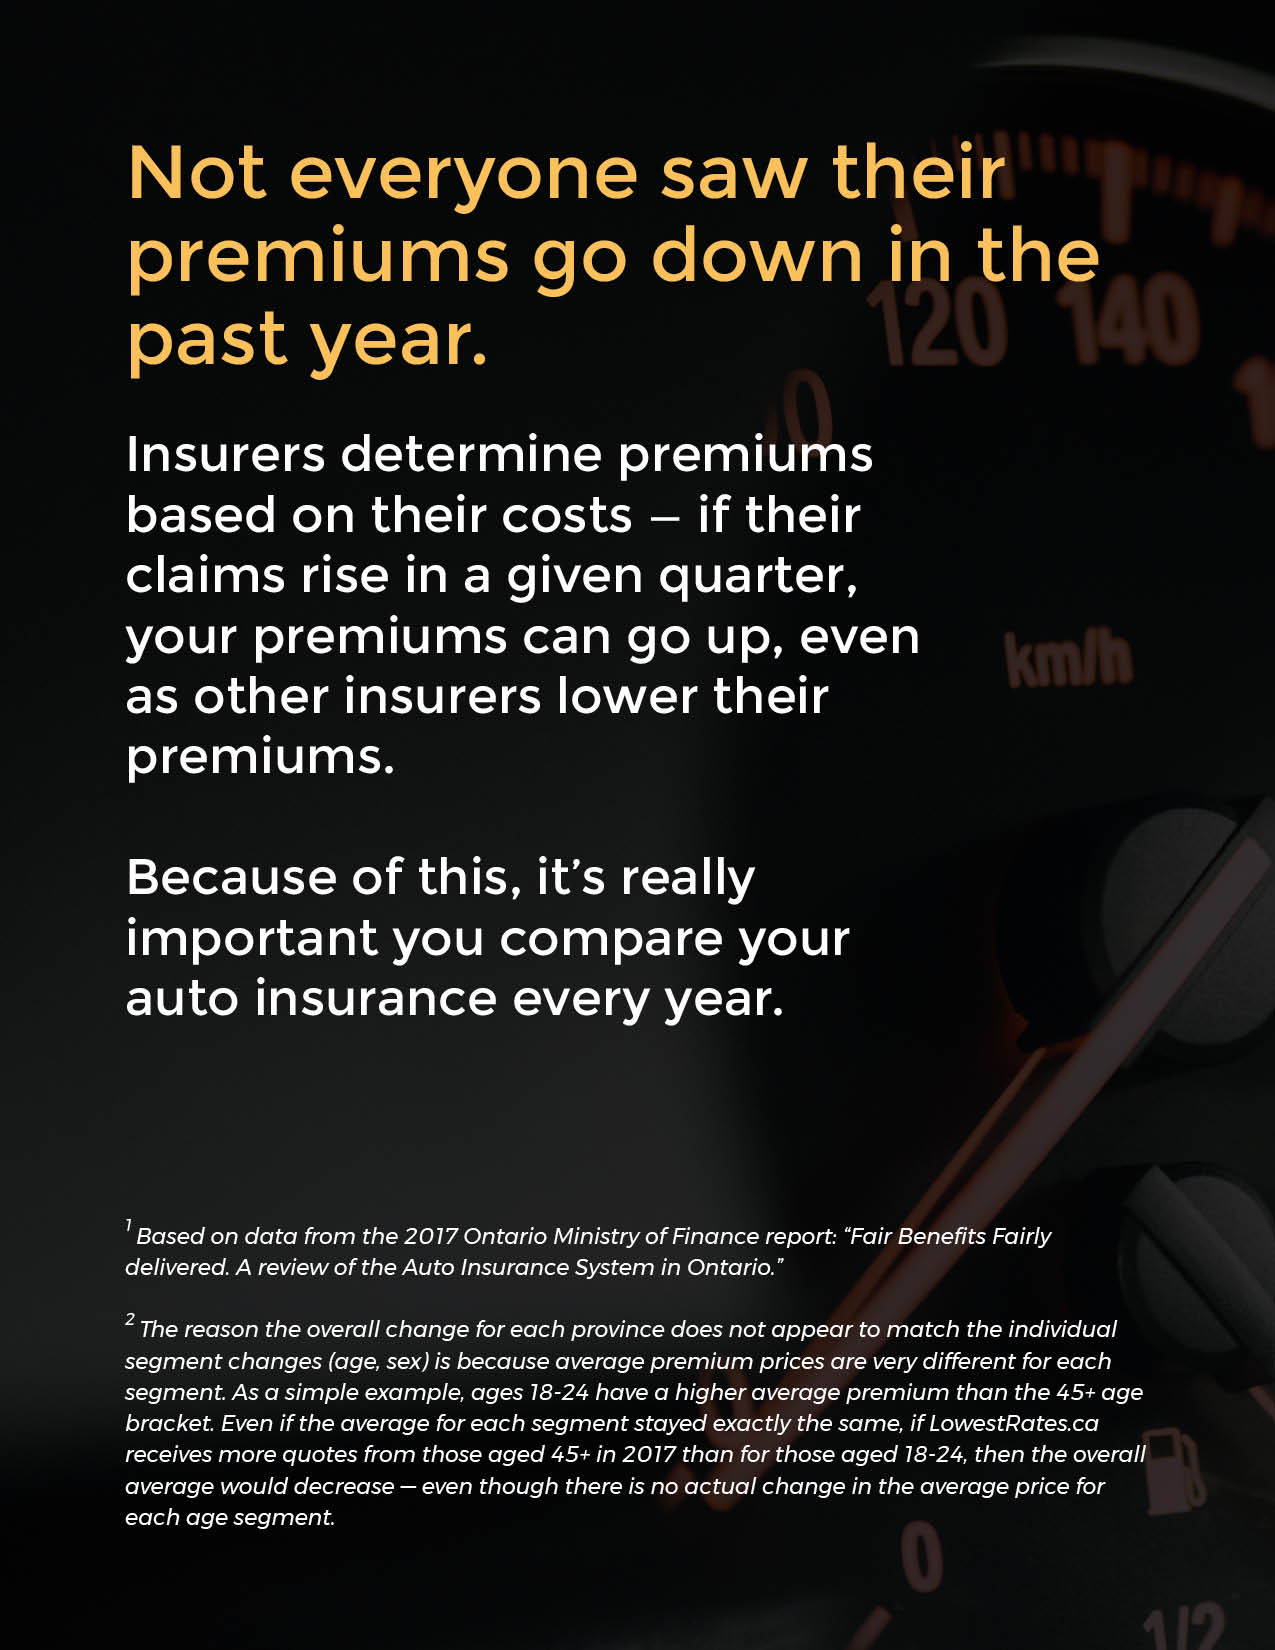 Not everyone saw their
premiums go down in the
past year.
Insurers determine premiums
based on their costs — if their
claims rise in a given quarter,
your premiums can go up, even
as other insurers lower their
premiums.
Because of this, it’s really
important you compare your
auto insurance every year.
1 Based on data from the 2017 Ontario Ministry of Finance report: “Fair Benefits Fairly
delivered. A review of the Auto Insurance System in Ontario.”
2 The reason the overall change for each province does not appear to match the individual
segment changes (age, sex) is because average premium prices are very different for each
segment. As a simple example, ages 18-24 have a higher average premium than the 45+ age
bracket. Even if the average for each segment stayed exactly the same, if LowestRates.ca
receives more quotes from those aged 45+ in 2017 than for those aged 18-24, then the overall
average would decrease — even though there is no actual change in the average price for
each age segment.
120 140
km/h
0
1/2